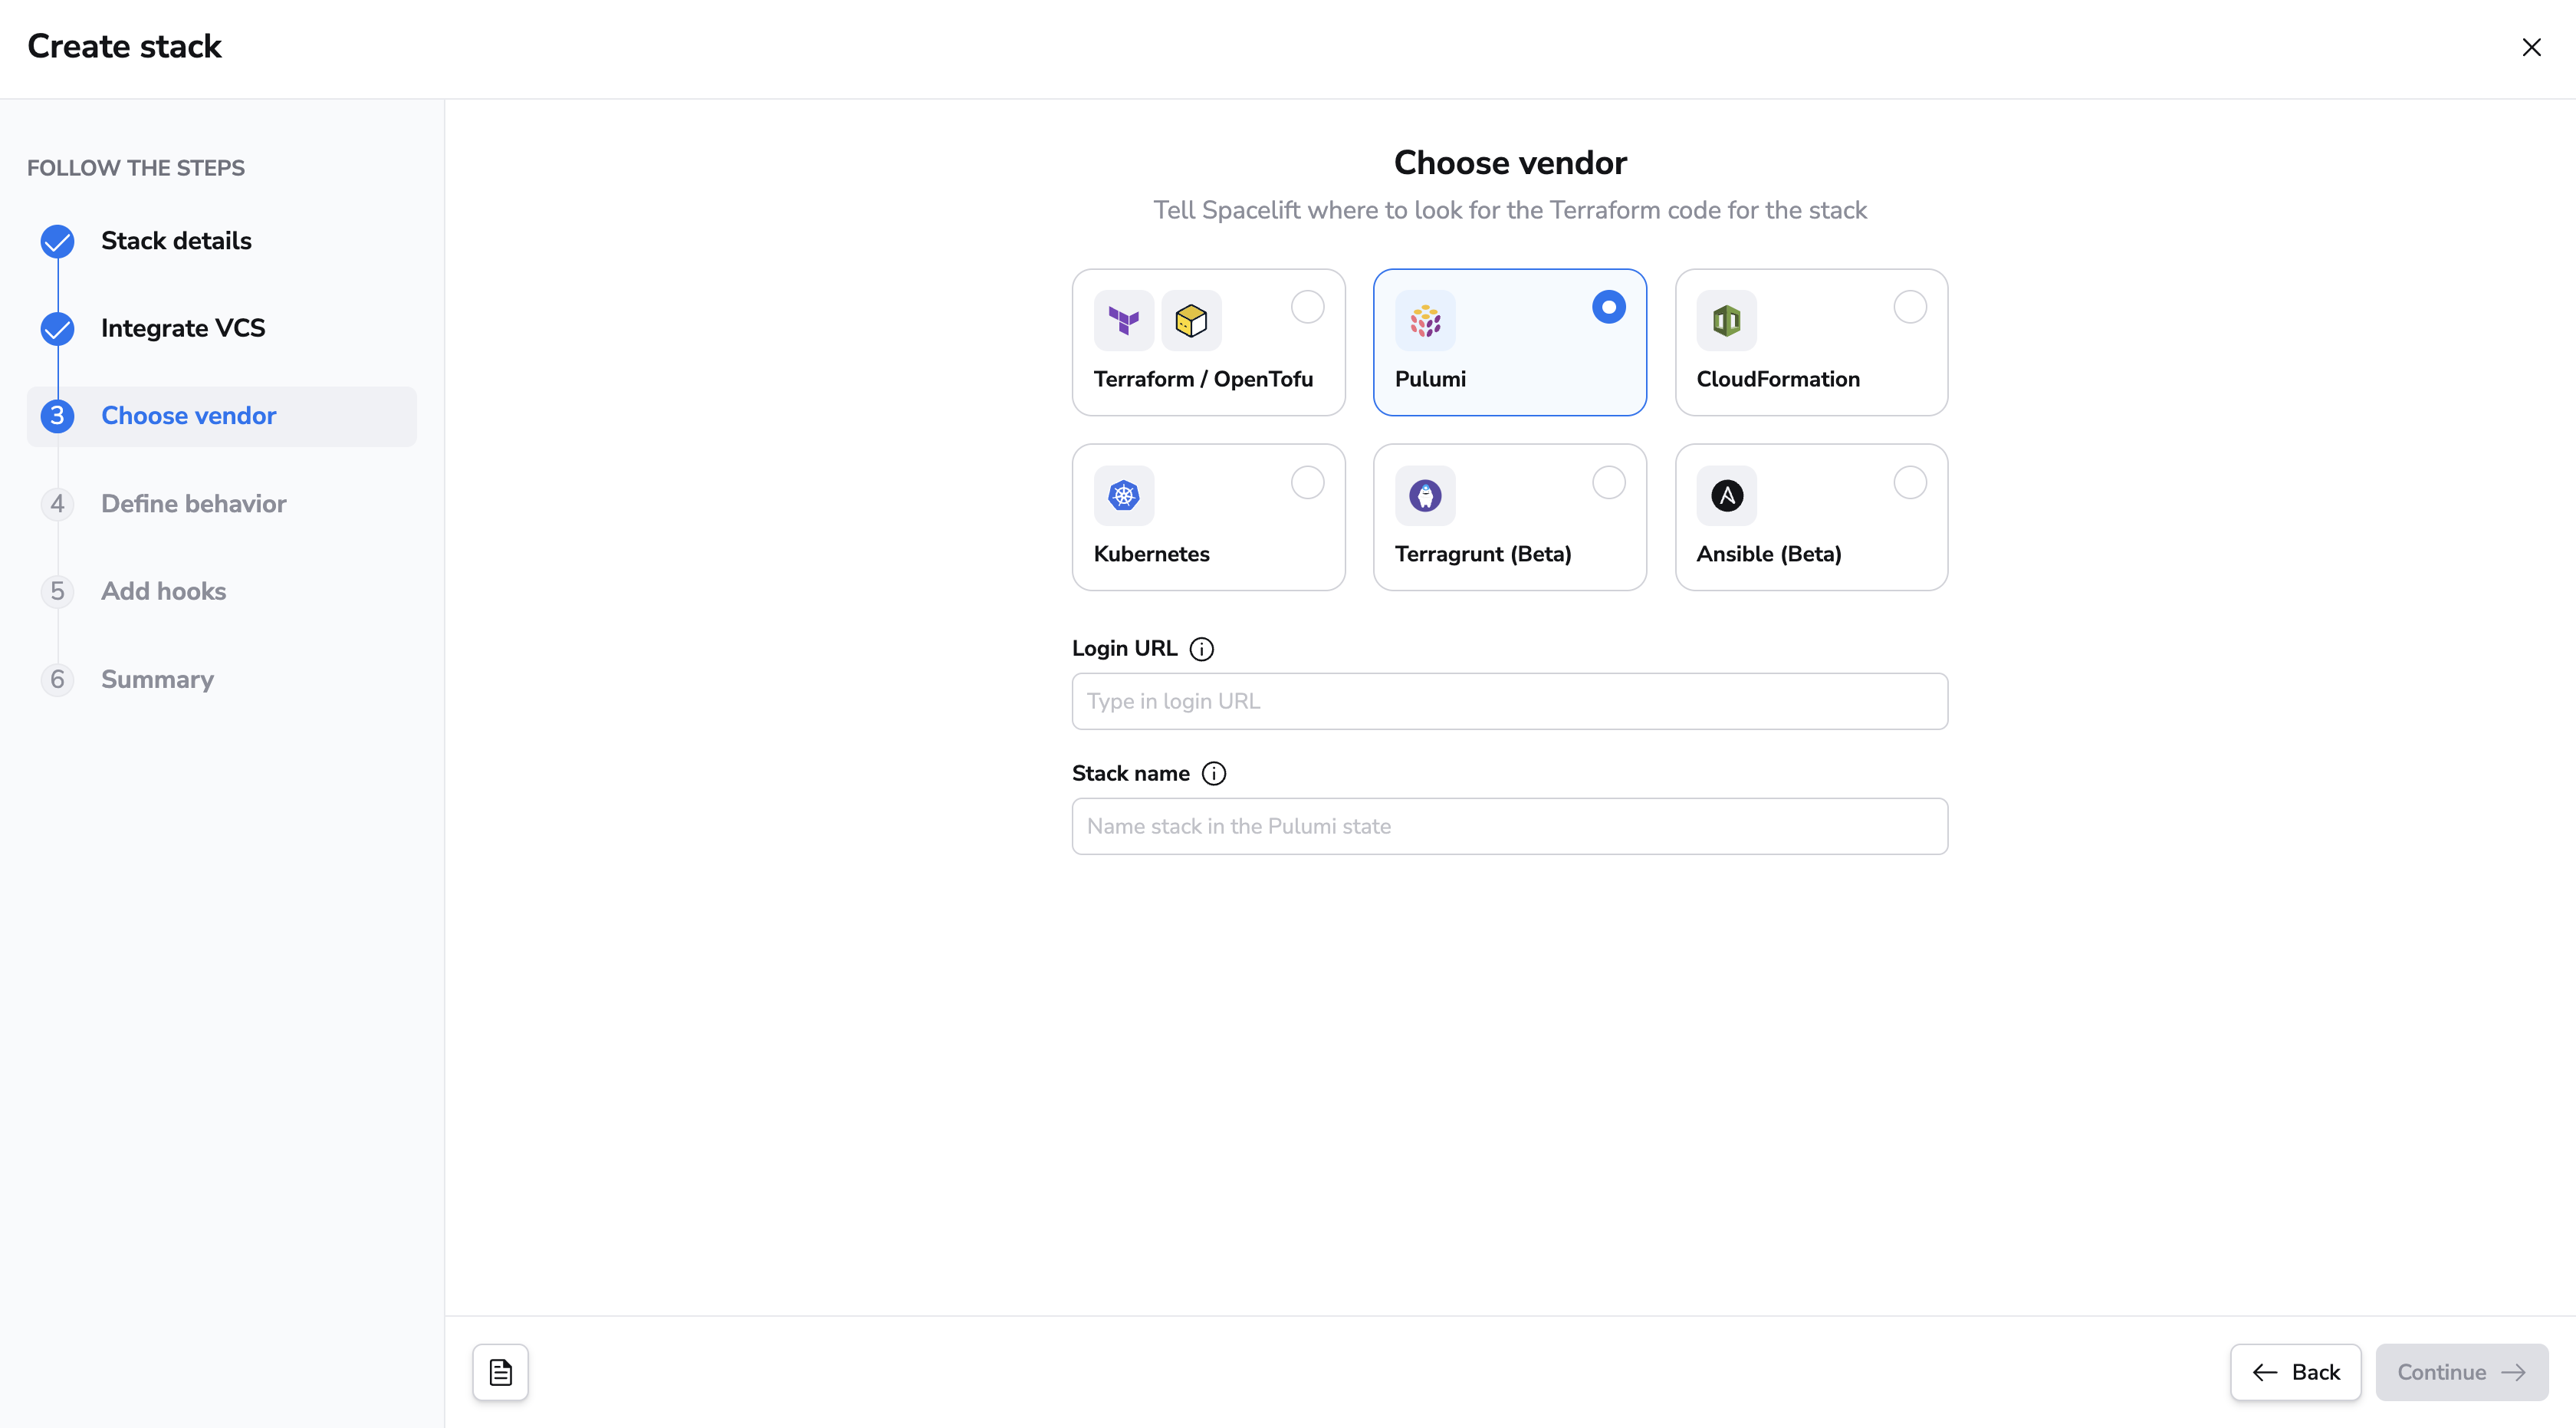 Create stack
FOLLOW THE STEPS
Stack details
Integrate VCS
3 Choose vendor
4 Define behavior
5 Add hooks
6 Summary
Choose vendor
Tell Spacelift where to look for the Terraform code for the stack
Terraform / OpenTofu
Pulumi
CloudFormation
Kubernetes
Terragrunt (Beta)
Ansible (Beta)
Login URL
Type in login URL
Stack name
Name stack in the Pulumi state
Back
Continue